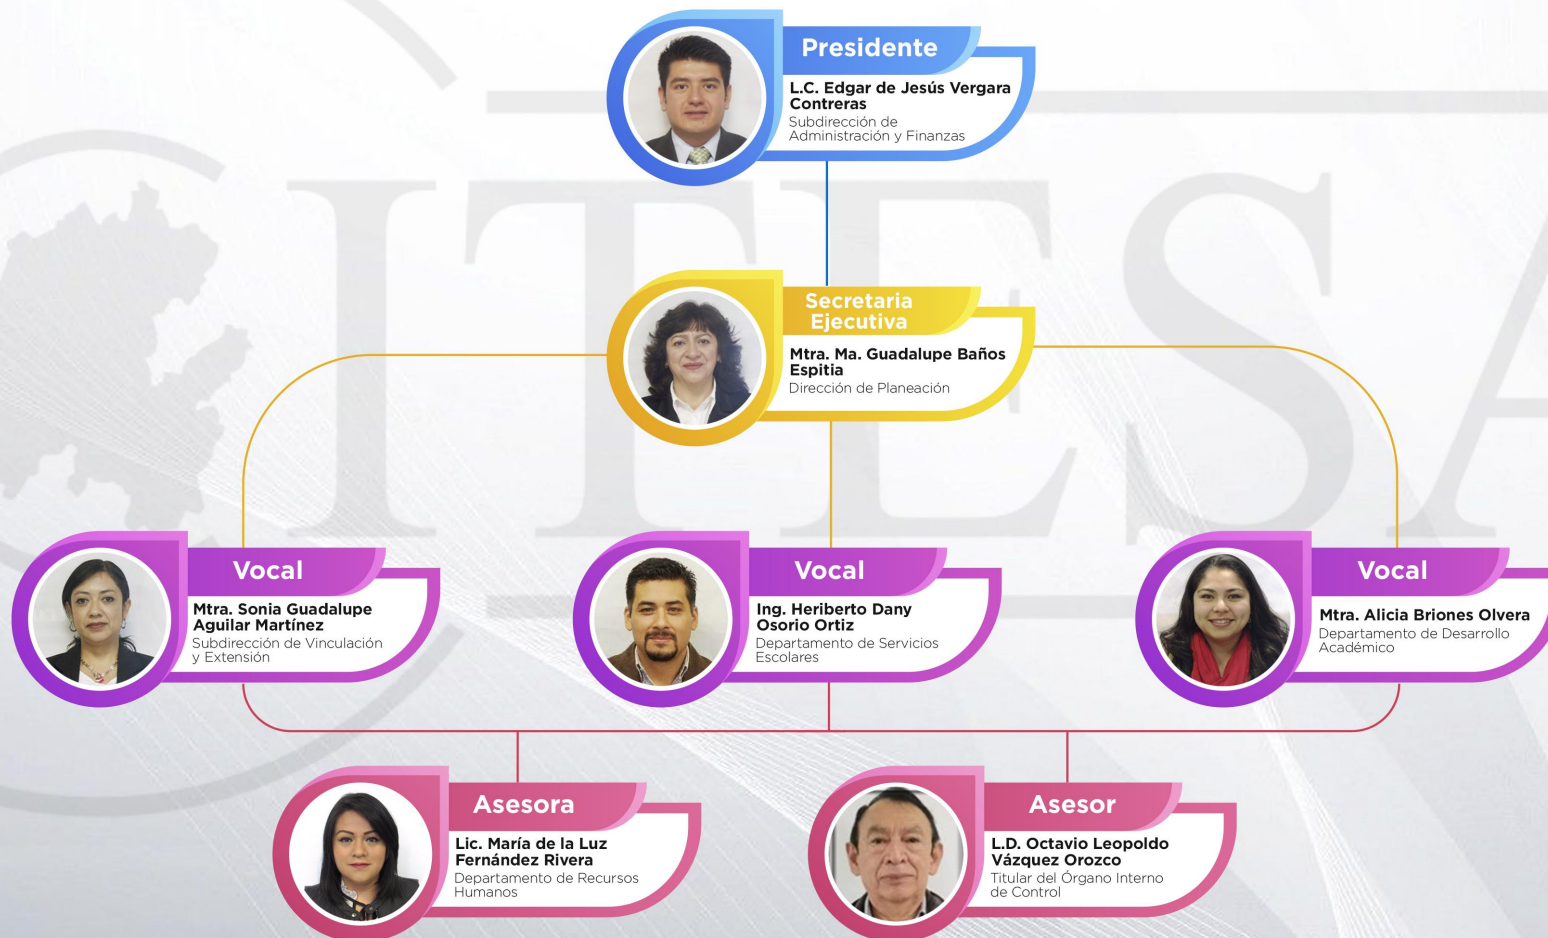 ITESA
Presidente
L.C. Edgar de Jesús Vergara
Contreras
Subdirección de
Administración y Finanzas
Secretaria
Ejecutiva
Mtra. Ma. Guadalupe Baños
Espitia
Dirección de Planeación
Vocal
Mtra. Sonia Guadalupe
Aguilar Martínez
Subdirección de Vinculación
y Extensión
Vocal
Ing. Heriberto Dany
Osorio Ortiz
Departamento de Servicios
Escolares
Vocal
Mtra. Alicia Briones Olvera
Departamento de Desarrollo
Académico
Asesora
Lic. María de la Luz
Fernández Rivera
Departamento de Recursos
Humanos
Asesor
L.D. Octavio Leopoldo
Vázquez Orozco
Titular del Órgano Interno
de Control